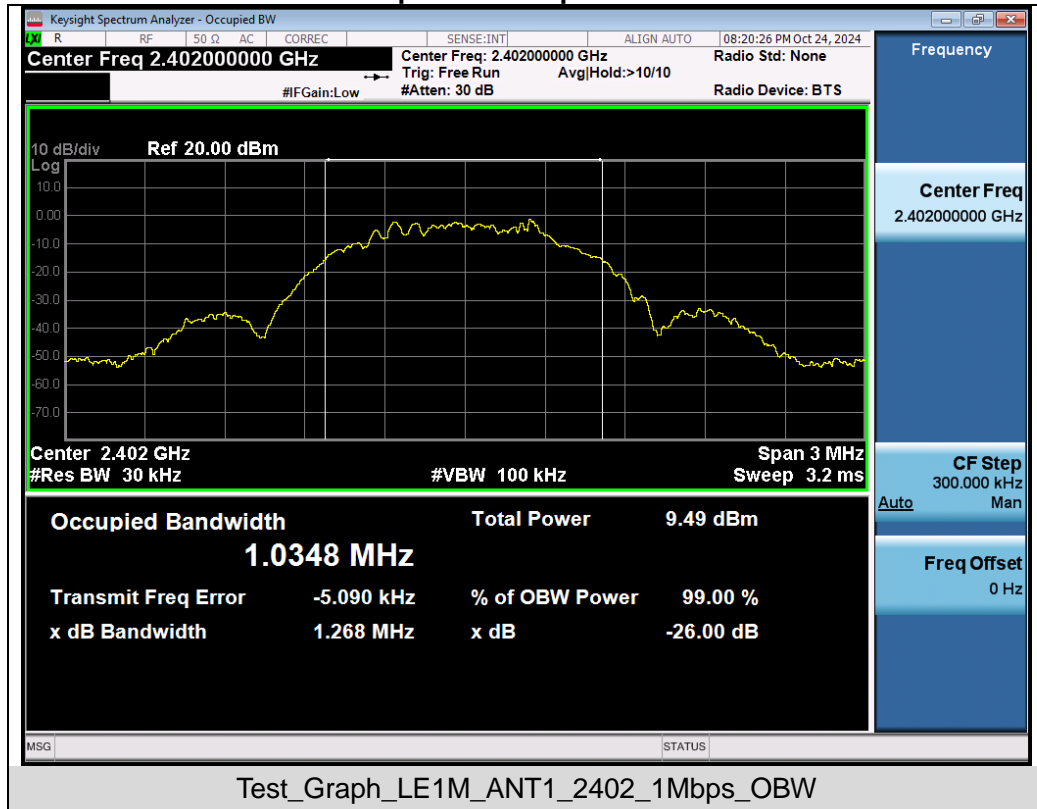 Keysight Spectrum Analyzer - Occupied BW
LXI R RF 50 Ω AC CORREC SENSE:INT ALIGN AUTO 08:20:26 PM Oct 24, 2024
Center Freq 2.402000000 GHz
Center Freq: 2.402000000 GHz Radio Std: None
Trig: Free Run Avg|Hold:>10/10
#IFGain:Low #Atten: 30 dB Radio Device: BTS
Frequency
10 dB/div Ref 20.00 dBm
Log
10.0
0.00
-10.0
-20.0
-30.0
-40.0
-50.0
-60.0
-70.0
Center 2.402 GHz Span 3 MHz
#Res BW 30 kHz #VBW 100 kHz Sweep 3.2 ms
Center Freq
2.402000000 GHz
CF Step
300.000 kHz
Auto Man
Freq Offset
0 Hz
Occupied Bandwidth Total Power 9.49 dBm
1.0348 MHz
Transmit Freq Error -5.090 kHz % of OBW Power 99.00 %
x dB Bandwidth 1.268 MHz x dB -26.00 dB
MSG STATUS
Test_Graph_LE1M_ANT1_2402_1Mbps_OBW